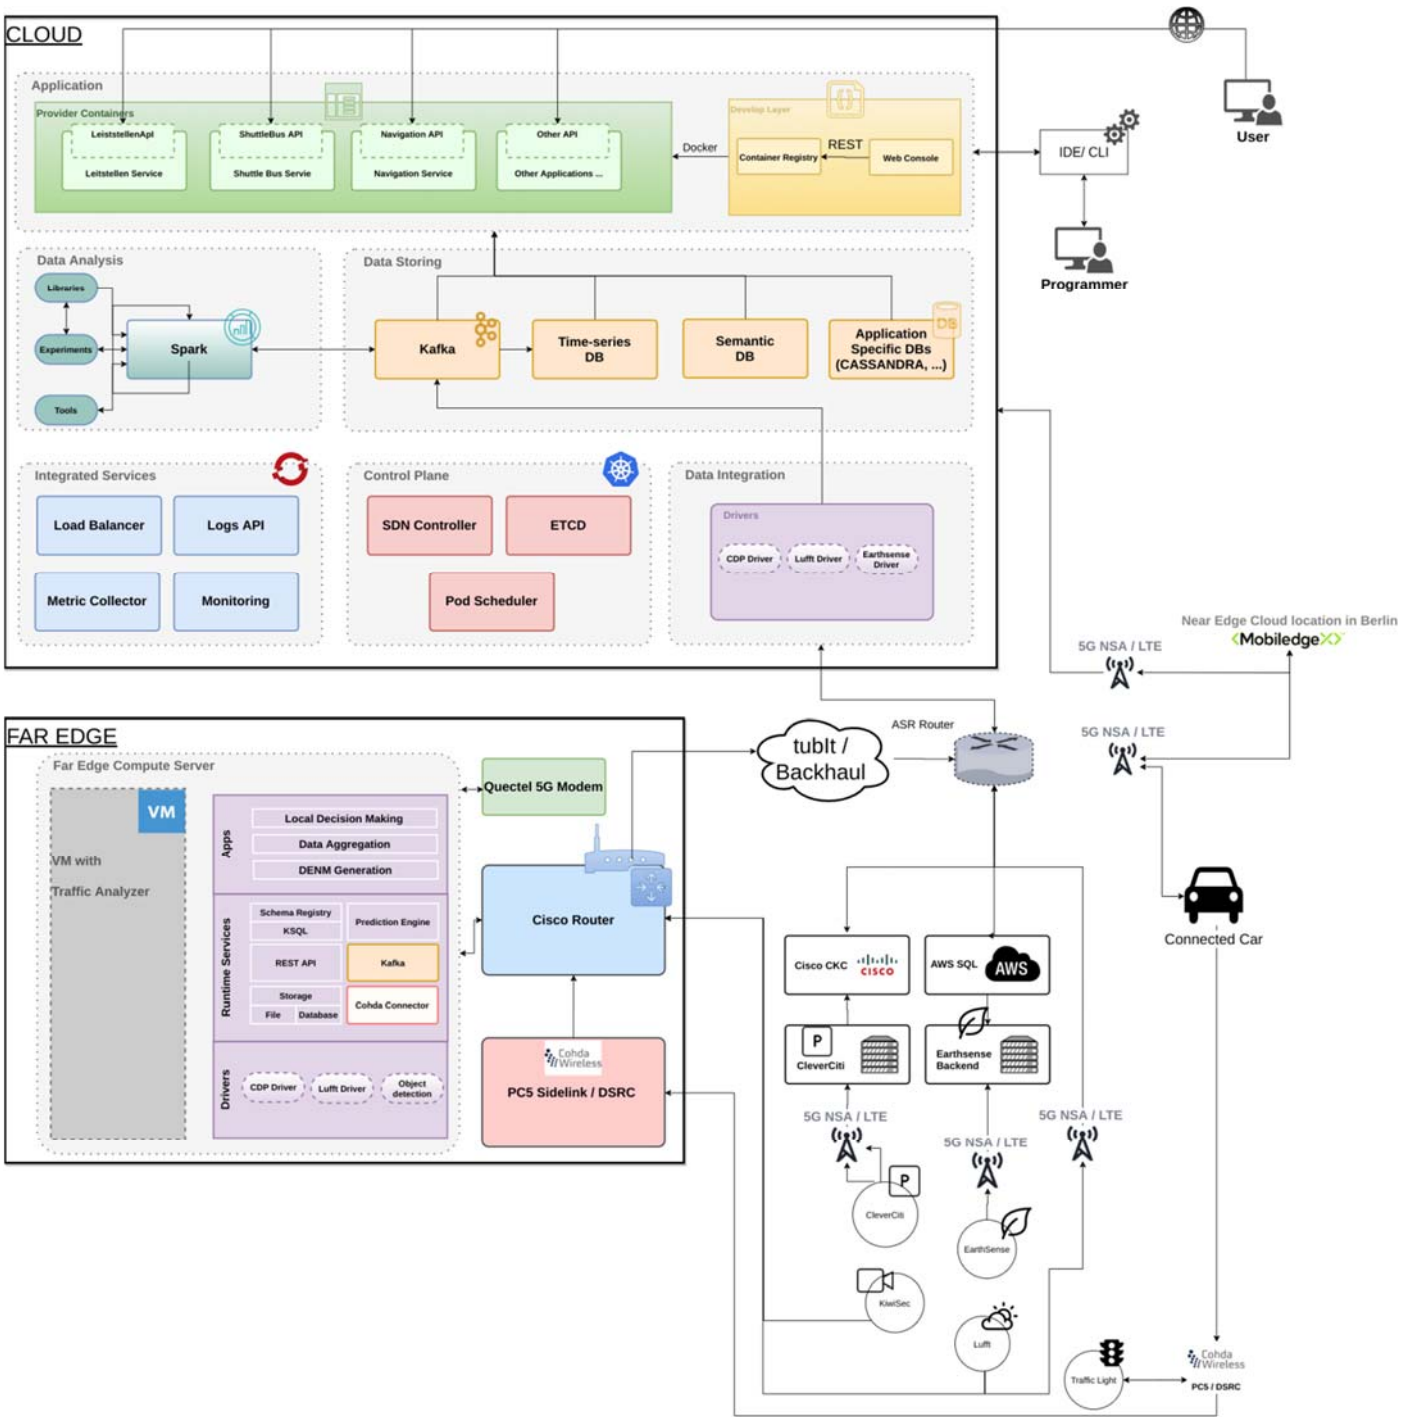 CLOUD
Application
Provider Containers
LeiststellenApI
ShuttleBus API
Navigation API
Other API
Leitstellen Service
Shuttle Bus Servie
Navigation Service
Other Applications ...
Docker
Develop Layer
Container Registry
REST
Web Console
IDE/ CLI
User
Programmer
Data Analysis
Libraries
Experiments
Tools
Spark
Data Storing
Kafka
Time-series
DB
Semantic
DB
Application
Specific DBs
(CASSANDRA, ...)
DB
Integrated Services
Load Balancer
Logs API
Metric Collector
Monitoring
Control Plane
SDN Controller
ETCD
Pod Scheduler
Data Integration
Drivers
CDP Driver
Lufft Driver
Earthsense
Driver
Near Edge Cloud location in Berlin
<MobiledgeX>
5G NSA / LTE
5G NSA / LTE
Connected Car
ASR Router
tubIt /
Backhaul
FAR EDGE
Far Edge Compute Server
VM
VM with
Traffic Analyzer
Apps
Local Decision Making
Data Aggregation
DENM Generation
Runtime Services
Schema Registry
KSQL
Prediction Engine
REST API
Kafka
Storage
File
Database
Cohda Connector
Drivers
CDP Driver
Lufft Driver
Object
detection
Quectel 5G Modem
Cisco Router
Cohda
Wireless
PC5 Sidelink / DSRC
Cisco CKC
CISCO
AWS SQL
AWS
P
CleverCiti
Earthsense
Backend
5G NSA / LTE
5G NSA / LTE
5G NSA / LTE
P
CleverCiti
EarthSense
KiwiSec
Lufft
Traffic Light
Cohda
Wireless
PC5 / DSRC